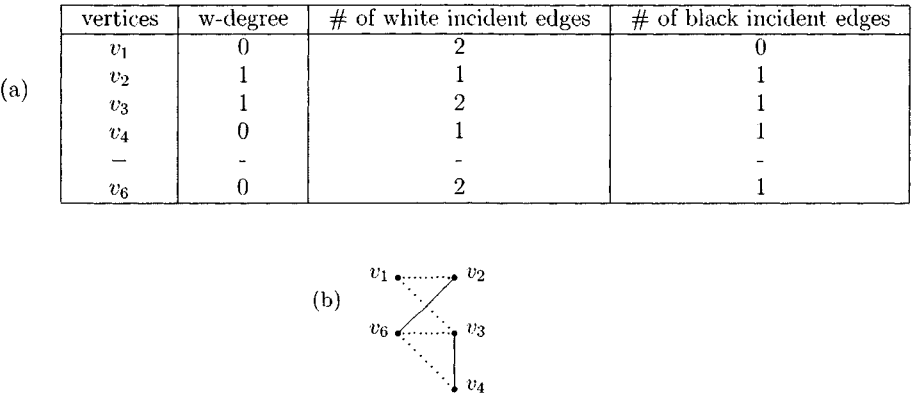 vertices w-degree # of white incident edges # of black incident edges
v1 0 2 0
v2 1 1 1
(a)
v3 1 2 1
v4 0 1 1
– - - -
v6 0 2 1
v1 v2
(b)
v6 v3
v4